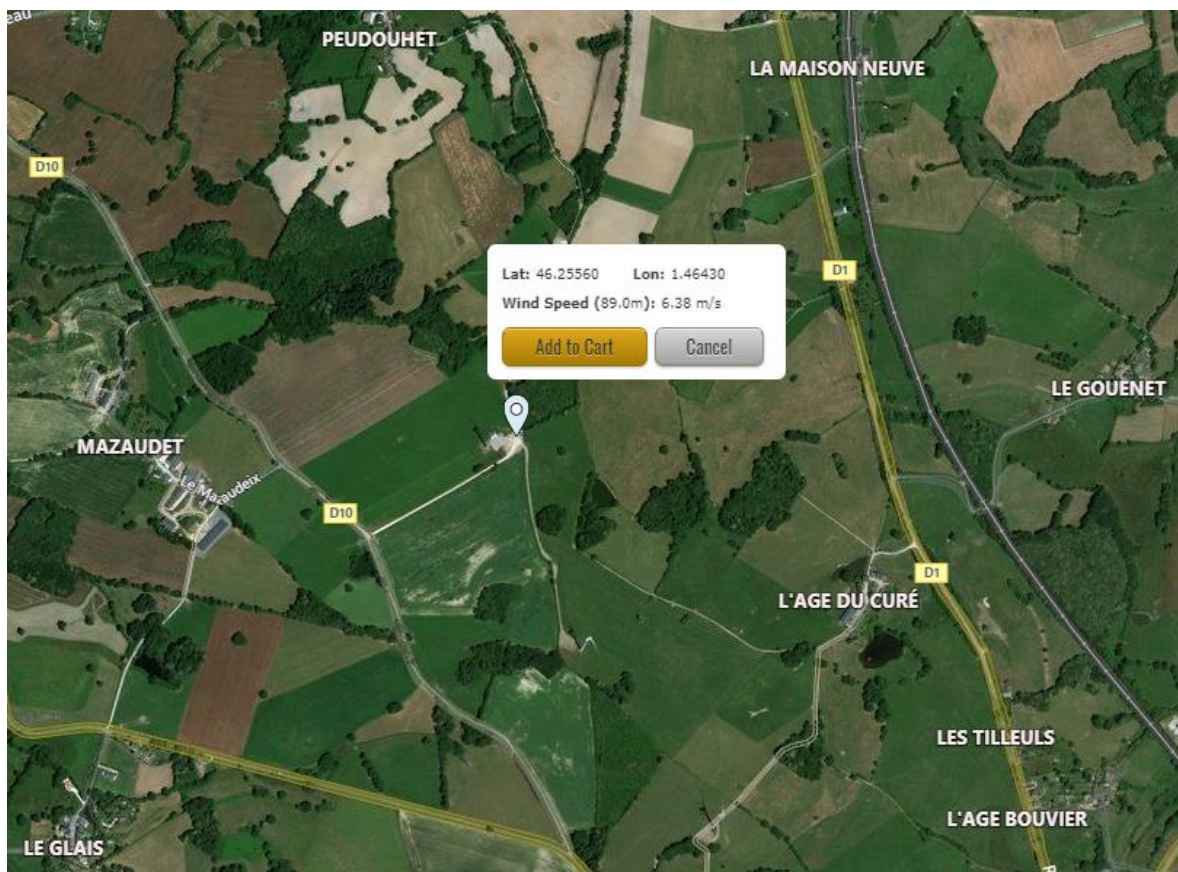 eau
PEUDOUHET
LA MAISON NEUVE
D10
Lat: 46.25560 Lon: 1.46430
D1
Wind Speed (89.0m): 6.38 m/s
Add to Cart Cancel
LE GOUENET
MAZAUDET
Le Mazaudeix
D10
D1
L'AGE DU CURÉ
LES TILLEULS
L'AGE BOUVIER
LE GLAIS